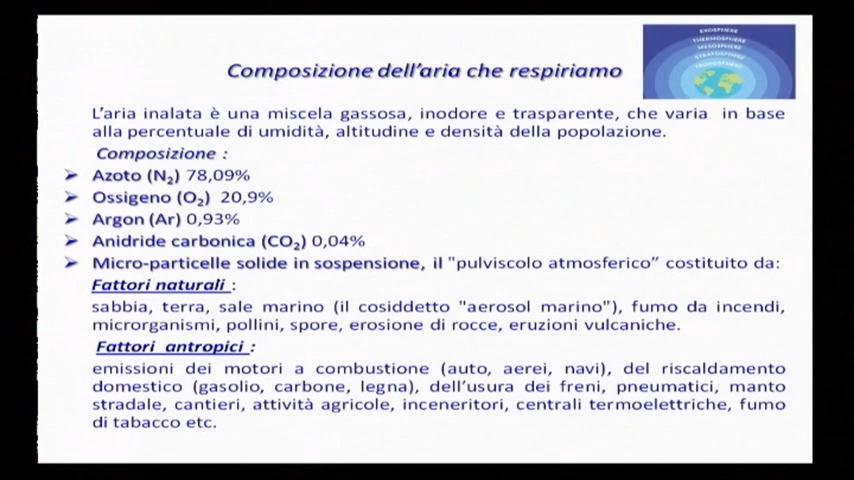 EXOSPHERE
THERMOSPHERE
MESOSPHERE
STRATOSPHERE
TROPOSPHERE
Composizione dell'aria che respiriamo
L'aria inalata è una miscela gassosa, inodore e trasparente, che varia in base
alla percentuale di umidità, altitudine e densità della popolazione.
Composizione :
➢ Azoto (N₂) 78,09%
➢ Ossigeno (O₂) 20,9%
➢ Argon (Ar) 0,93%
➢ Anidride carbonica (CO₂) 0,04%
➢ Micro-particelle solide in sospensione, il "pulviscolo atmosferico” costituito da:
Fattori naturali :
sabbia, terra, sale marino (il cosiddetto "aerosol marino"), fumo da incendi,
microrganismi, pollini, spore, erosione di rocce, eruzioni vulcaniche.
Fattori antropici :
emissioni dei motori a combustione (auto, aerei, navi), del riscaldamento
domestico (gasolio, carbone, legna), dell'usura dei freni, pneumatici, manto
stradale, cantieri, attività agricole, inceneritori, centrali termoelettriche, fumo
di tabacco etc.